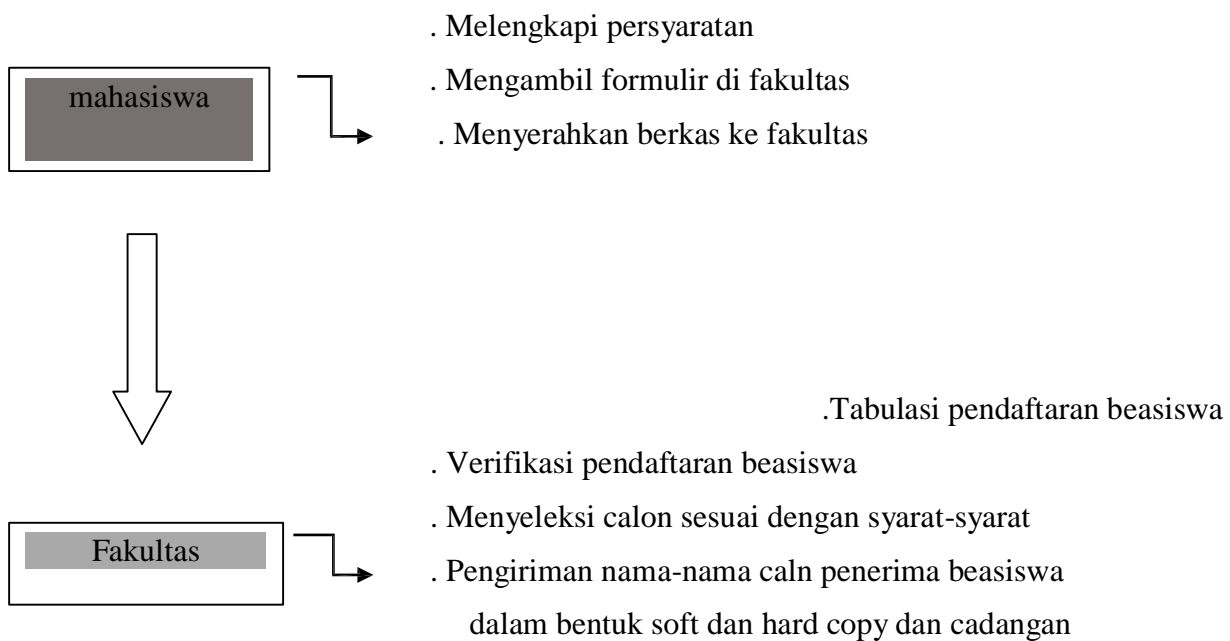 . Melengkapi persyaratan
mahasiswa
. Mengambil formulir di fakultas
. Menyerahkan berkas ke fakultas
.Tabulasi pendaftaran beasiswa
. Verifikasi pendaftaran beasiswa
. Menyeleksi calon sesuai dengan syarat-syarat
Fakultas
. Pengiriman nama-nama caln penerima beasiswa
dalam bentuk soft dan hard copy dan cadangan